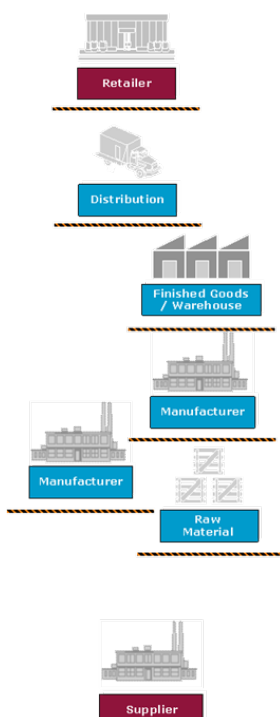 Retailer
Distribution
Finished Goods
/ Warehouse
Manufacturer
Manufacturer
Raw
Material
Supplier